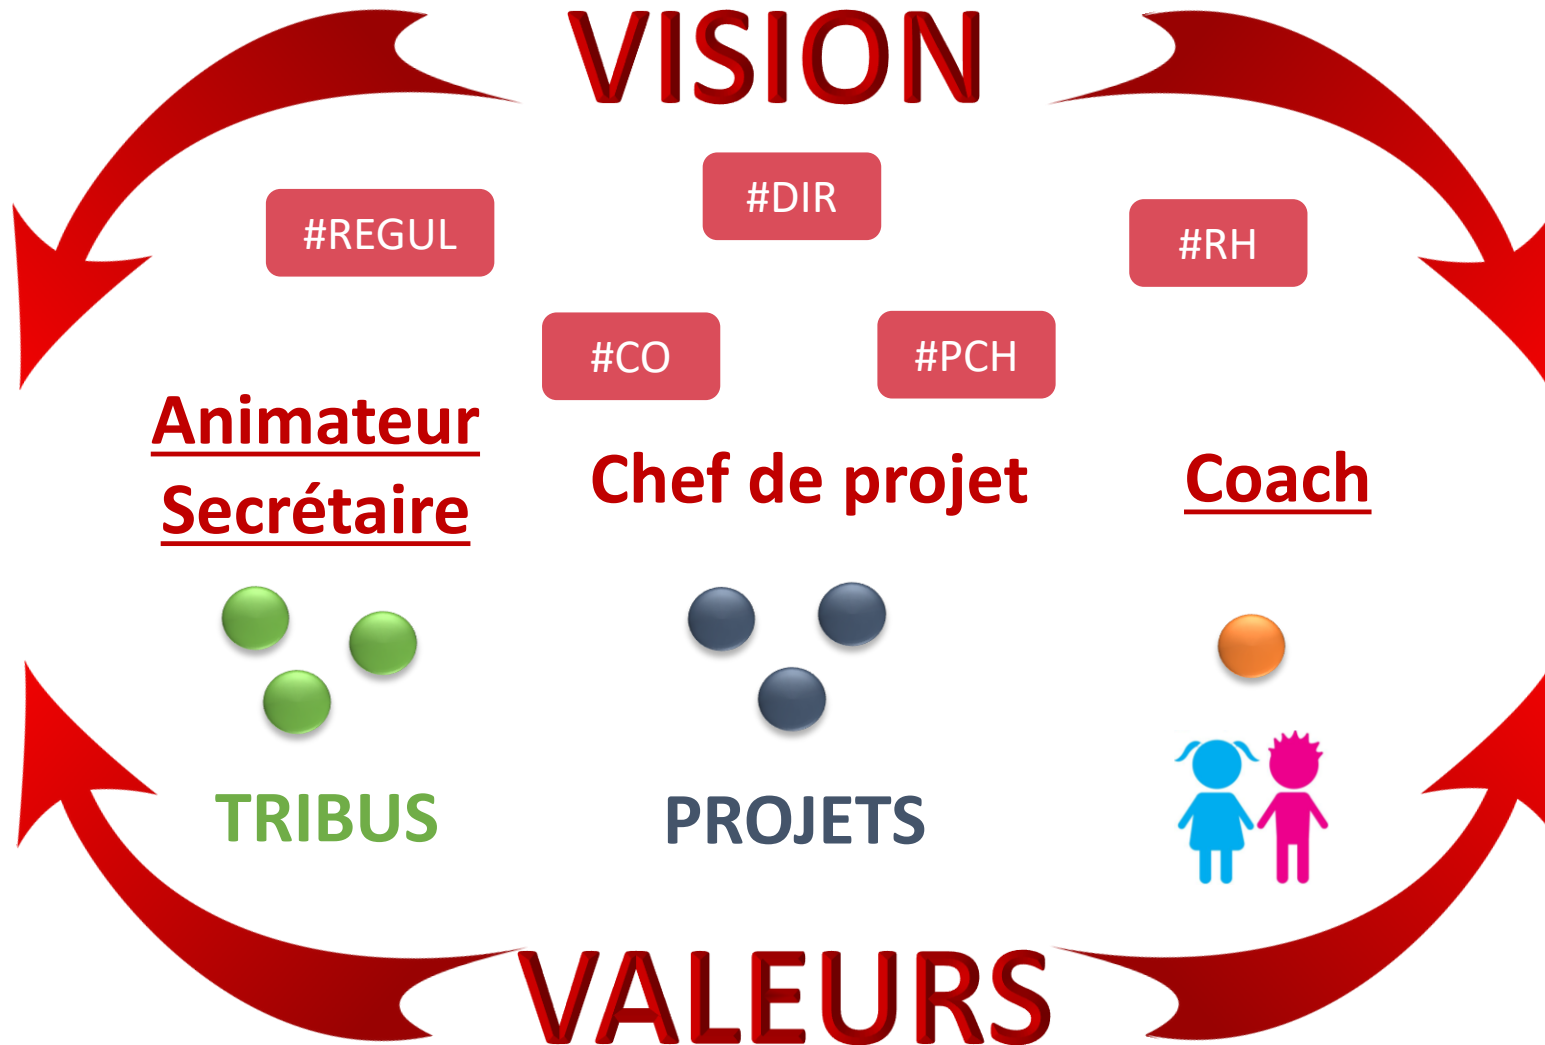 VISION
#DIR
#REGUL
#RH
#CO
#PCH
Animateur
Secrétaire
Chef de projet
Coach
TRIBUS
PROJETS
VALEURS